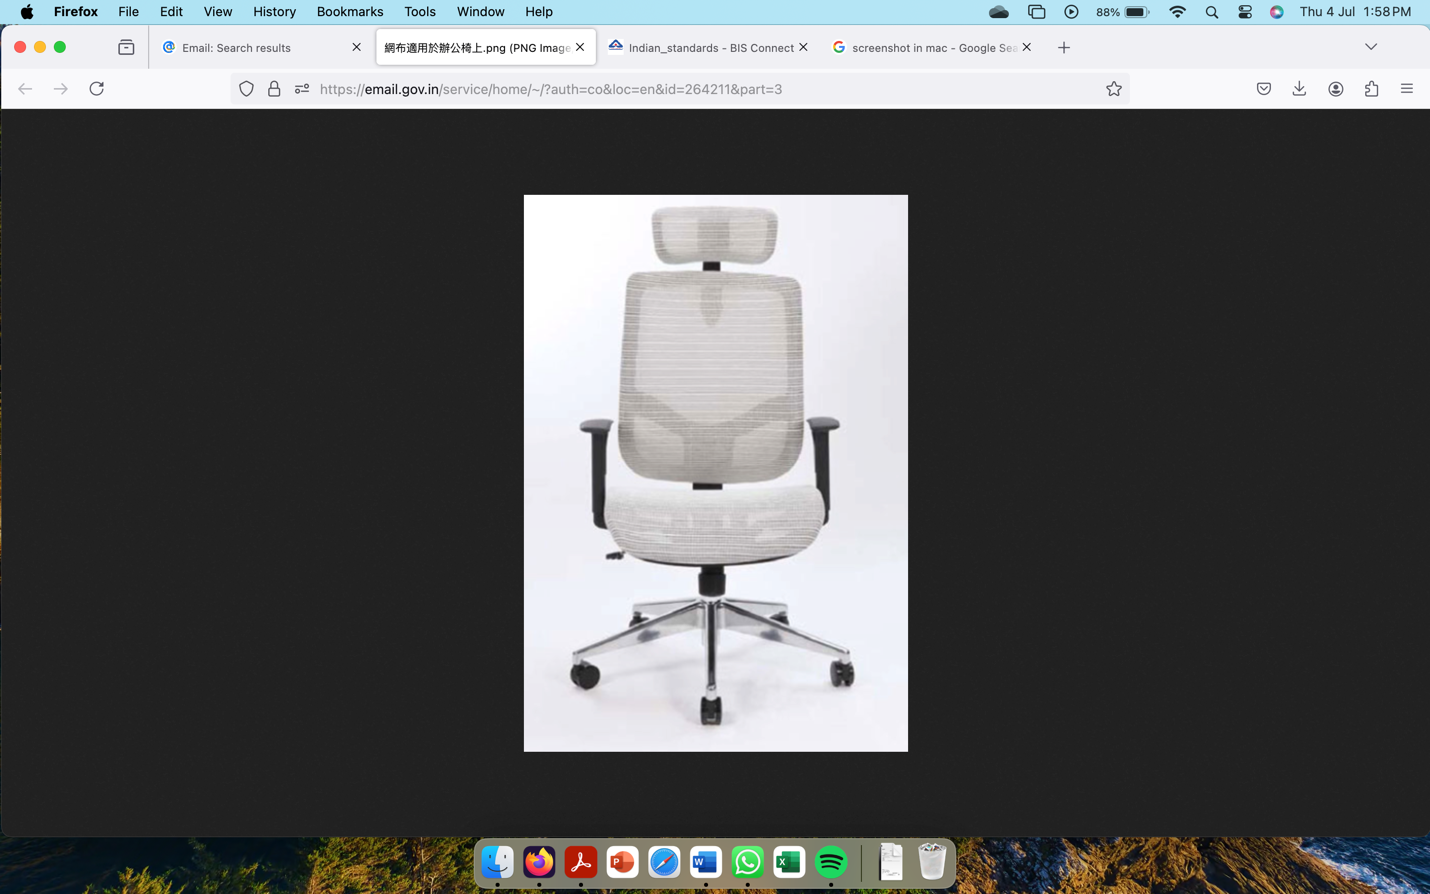 Firefox File Edit View History Bookmarks Tools Window Help 88% Thu 4 Jul 1:58 PM
Email: Search results 網布適用於辦公椅上.png (PNG Image Indian_standards - BIS Connect screenshot in mac - Google Sea
https://email.gov.in/service/home/~/?auth=co&loc=en&id=264211&part=3